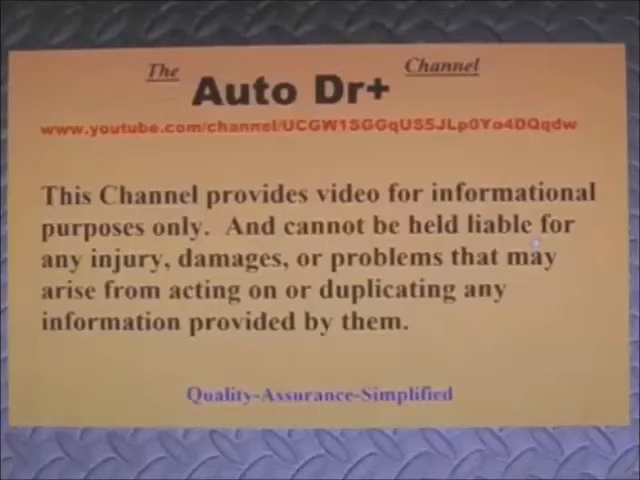 The Auto Dr+ Channel
www.youtube.com/channel/UCGW1SGGqUS5JLp0Yo4DQqdw
This Channel provides video for informational
purposes only. And cannot be held liable for
any injury, damages, or problems that may
arise from acting on or duplicating any
information provided by them.
Quality-Assurance-Simplified